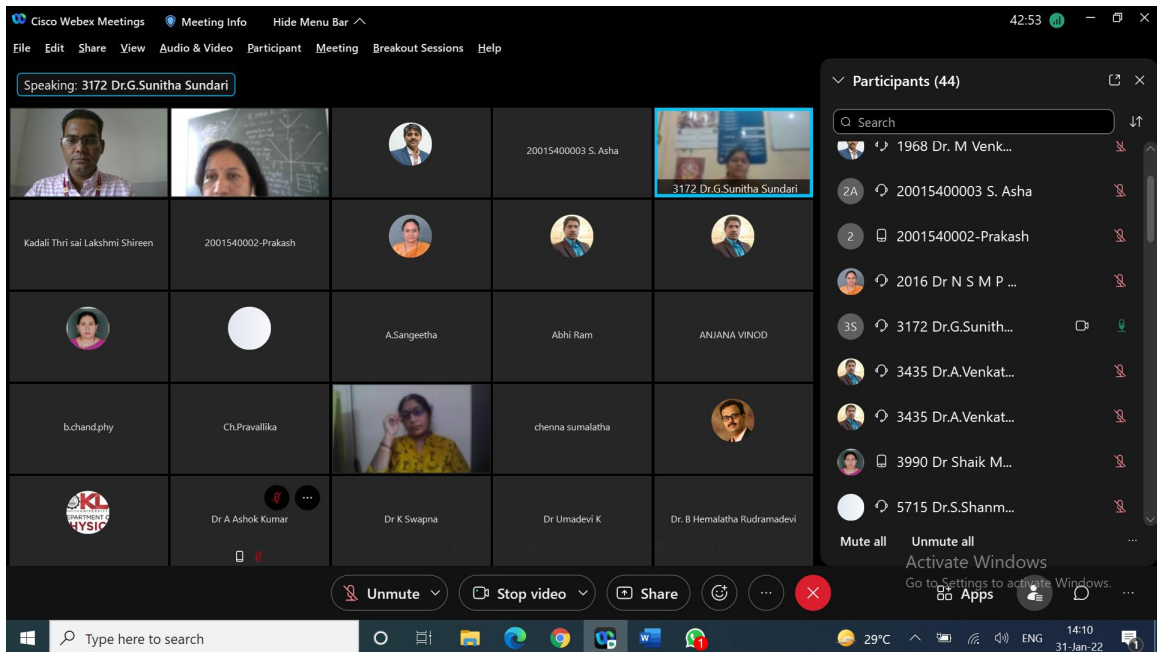 Cisco Webex Meetings Meeting Info Hide Menu Bar 42:53
File Edit Share View Audio & Video Participant Meeting Breakout Sessions Help
Speaking: 3172 Dr.G.Sunitha Sundari
20015400003 S. Asha
3172 Dr.G.Sunitha Sundari
Kadali Thri sai Lakshmi Shireen
2001540002-Prakash
A.Sangeetha
Abhi Ram
ANJANA VINOD
b.chand.phy
Ch.Pravallika
chenna sumalatha
KL
DEPARTMENT OF
PHYSIC
Dr A Ashok Kumar
Dr K Swapna
Dr Umadevi K
Dr. B Hemalatha Rudramadevi
Participants (44)
Search
1968 Dr. M Venk...
2A 20015400003 S. Asha
2 2001540002-Prakash
2016 Dr N S M P ...
3S 3172 Dr.G.Sunith...
3435 Dr.A.Venkat...
3435 Dr.A.Venkat...
3990 Dr Shaik M...
5715 Dr.S.Shanm...
Mute all Unmute all
Activate Windows
Go to Settings to activate Windows.
Unmute Stop video Share Apps
Type here to search
W
1
29°C ENG 14:10
31-Jan-22
1